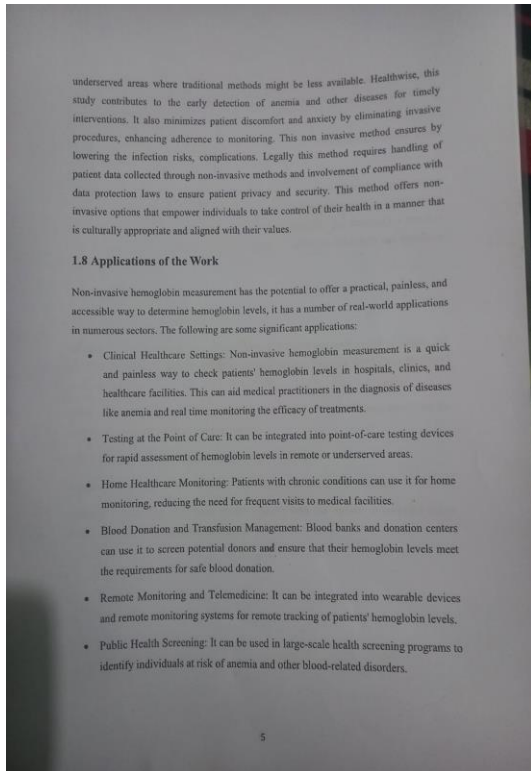 underserved areas where traditional methods might be less available. Healthwise, this
study contributes to the early detection of anemia and other diseases for timely
interventions. It also minimizes patient discomfort and anxiety by eliminating invasive
procedures, enhancing adherence to monitoring. This non invasive method ensures by
lowering the infection risks, complications. Legally this method requires handling of
patient data collected through non-invasive methods and involvement of compliance with
data protection laws to ensure patient privacy and security. This method offers non-
invasive options that empower individuals to take control of their health in a manner that
is culturally appropriate and aligned with their values.
1.8 Applications of the Work
Non-invasive hemoglobin measurement has the potential to offer a practical, painless, and
accessible way to determine hemoglobin levels, it has a number of real-world applications
in numerous sectors. The following are some significant applications:
• Clinical Healthcare Settings: Non-invasive hemoglobin measurement is a quick
and painless way to check patients' hemoglobin levels in hospitals, clinics, and
healthcare facilities. This can aid medical practitioners in the diagnosis of diseases
like anemia and real time monitoring the efficacy of treatments.
• Testing at the Point of Care: It can be integrated into point-of-care testing devices
for rapid assessment of hemoglobin levels in remote or underserved areas.
• Home Healthcare Monitoring: Patients with chronic conditions can use it for home
monitoring, reducing the need for frequent visits to medical facilities.
• Blood Donation and Transfusion Management: Blood banks and donation centers
can use it to screen potential donors and ensure that their hemoglobin levels meet
the requirements for safe blood donation.
• Remote Monitoring and Telemedicine: It can be integrated into wearable devices
and remote monitoring systems for remote tracking of patients' hemoglobin levels.
• Public Health Screening: It can be used in large-scale health screening programs to
identify individuals at risk of anemia and other blood-related disorders.
5